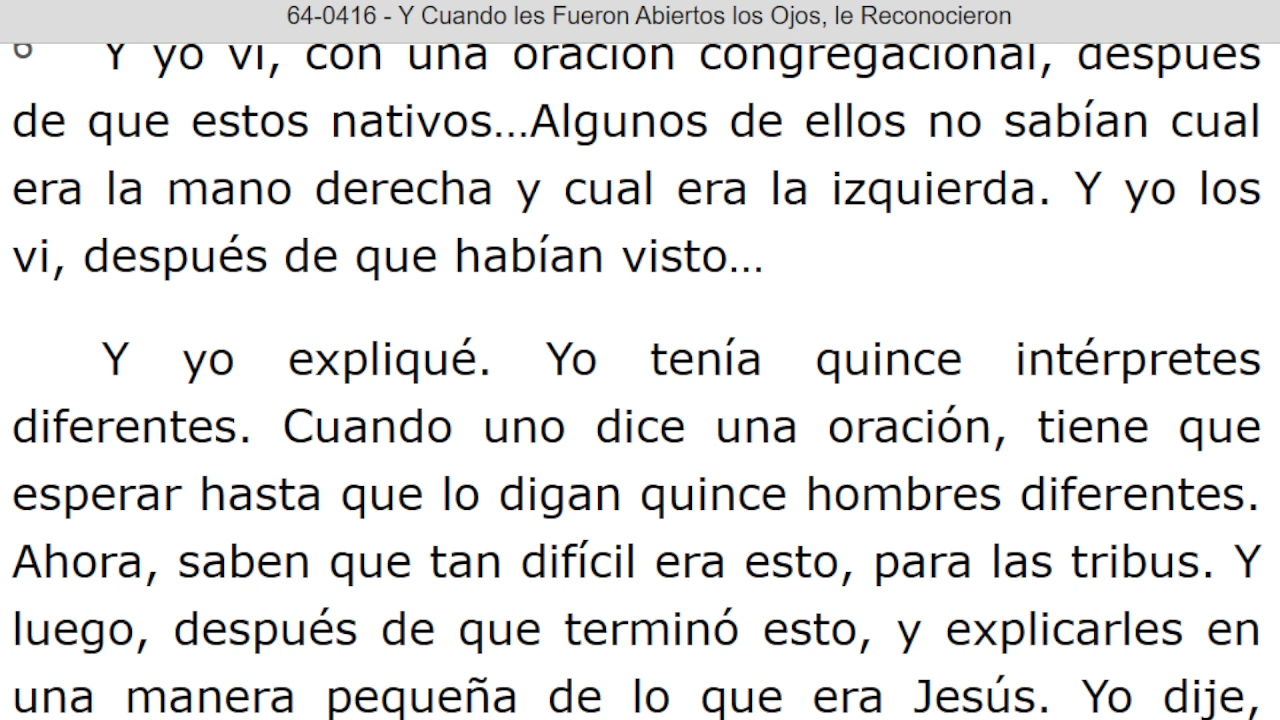 64-0416 - Y Cuando les Fueron Abiertos los Ojos, le Reconocieron
6 Y yo vi, con una oración congregacional, después
de que estos nativos...Algunos de ellos no sabían cual
era la mano derecha y cual era la izquierda. Y yo los
vi, después de que habían visto...
Y yo expliqué. Yo tenía quince intérpretes
diferentes. Cuando uno dice una oración, tiene que
esperar hasta que lo digan quince hombres diferentes.
Ahora, saben que tan difícil era esto, para las tribus. Y
luego, después de que terminó esto, y explicarles en
una manera pequeña de lo que era Jesús. Yo dije,